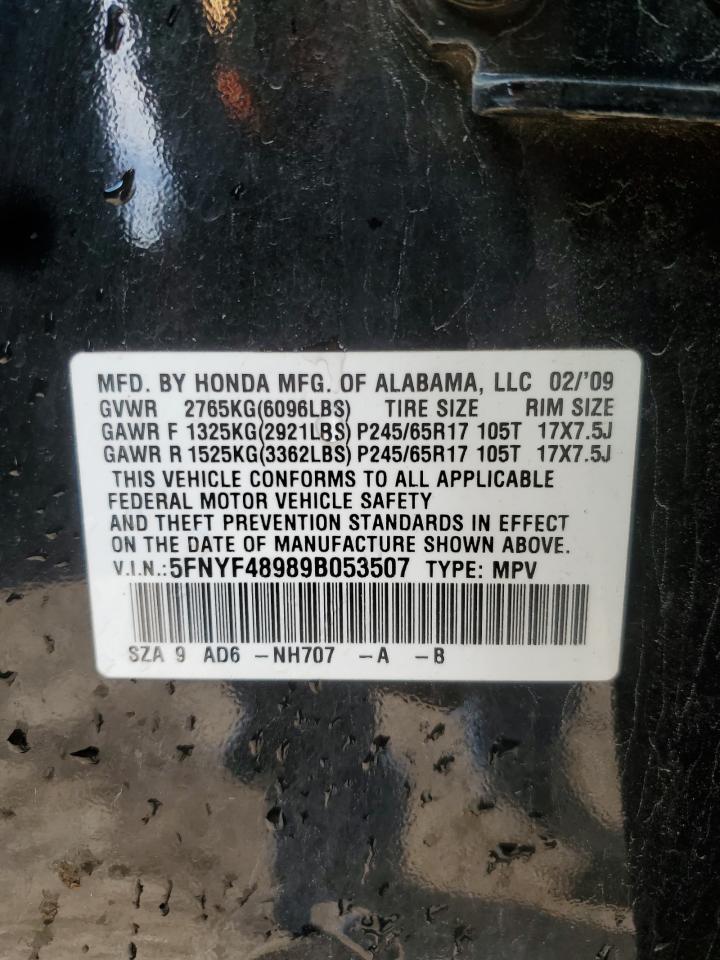 MFD. BY HONDA MFG. OF ALABAMA, LLC 02/'09
GVWR 2765KG(6096LBS) TIRE SIZE RIM SIZE
GAWR F 1325KG(2921LBS) P245/65R17 105T 17X7.5J
GAWR R 1525KG(3362LBS) P245/65R17 105T 17X7.5J
THIS VEHICLE CONFORMS TO ALL APPLICABLE
FEDERAL MOTOR VEHICLE SAFETY
AND THEFT PREVENTION STANDARDS IN EFFECT
ON THE DATE OF MANUFACTURE SHOWN ABOVE.
V.I.N.:5FNYF48989B053507 TYPE: MPV
SZA 9 AD6 -NH707 -A -B